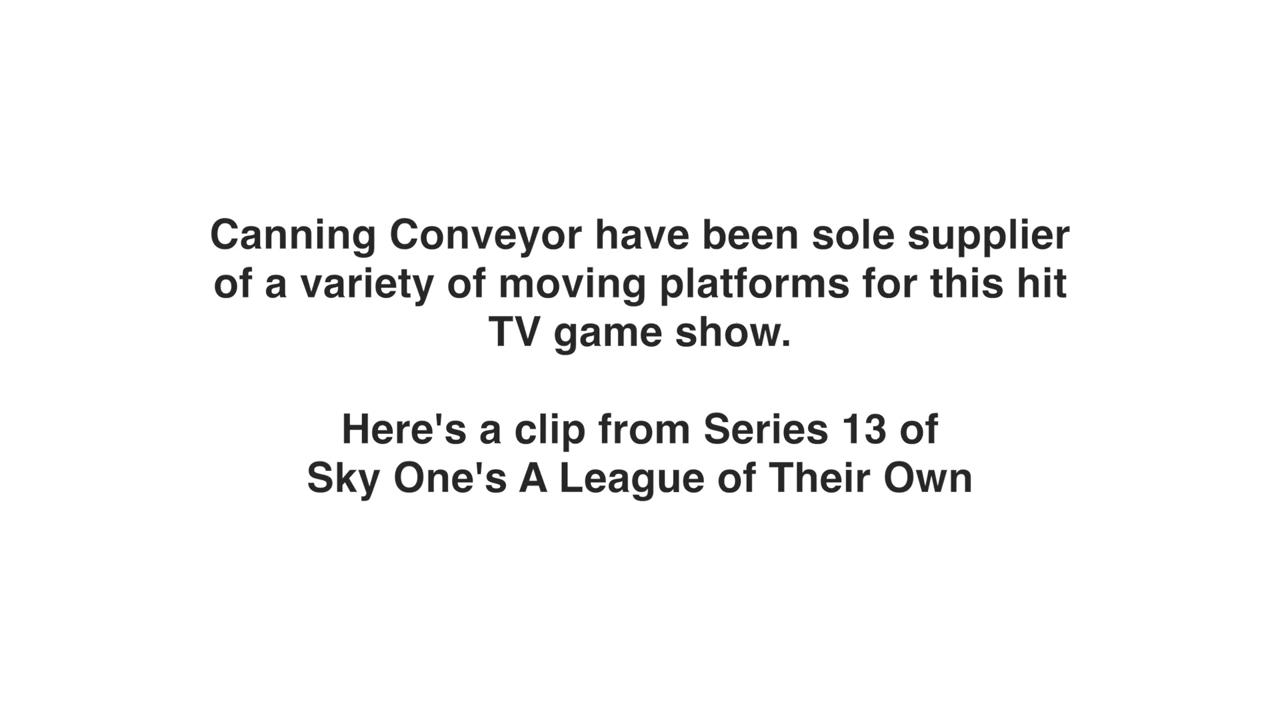 Canning Conveyor have been sole supplier
of a variety of moving platforms for this hit
TV game show.
Here's a clip from Series 13 of
Sky One's A League of Their Own